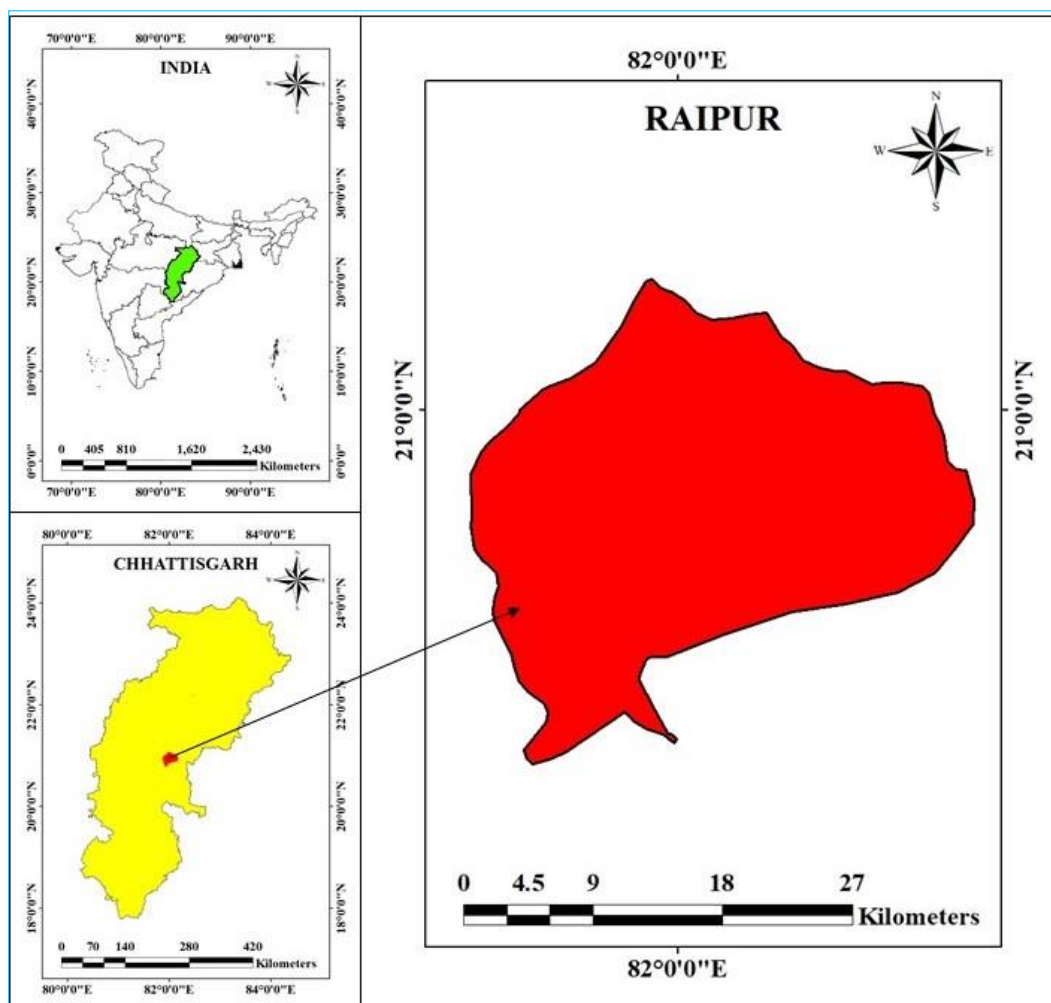 70°0'0"E 80°0'0"E 90°0'0"E
INDIA
N
W E
S
40°0'0"N 40°0'0"N
30°0'0"N 30°0'0"N
20°0'0"N 20°0'0"N
10°0'0"N 10°0'0"N
0°0'0" 0°0'0"
0 405 810 1,620 2,430
Kilometers
70°0'0"E 80°0'0"E 90°0'0"E
80°0'0"E 82°0'0"E 84°0'0"E
CHHATTISGARH
N
W E
S
24°0'0"N 24°0'0"N
22°0'0"N 22°0'0"N
20°0'0"N 20°0'0"N
18°0'0"N 18°0'0"N
0 70 140 280 420
Kilometers
80°0'0"E 82°0'0"E 84°0'0"E
82°0'0"E
RAIPUR
N
W E
S
21°0'0"N 21°0'0"N
0 4.5 9 18 27
Kilometers
82°0'0"E